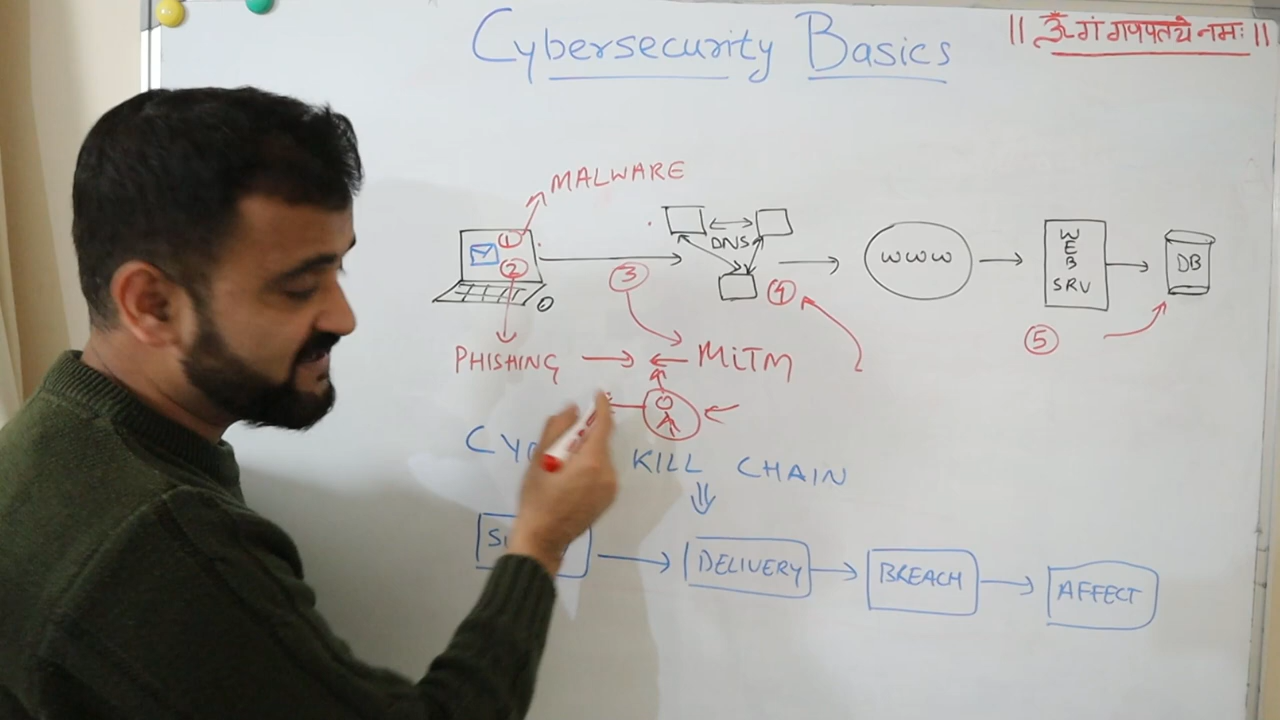 Cybersecurity Basics
|| ॐ गं गणपतये नमः ||
MALWARE
①
②
DNS
③
④
WWW
WEB
SRV
DB
⑤
PHISHING
MiTM
KILL CHAIN
DELIVERY
BREACH
AFFECT